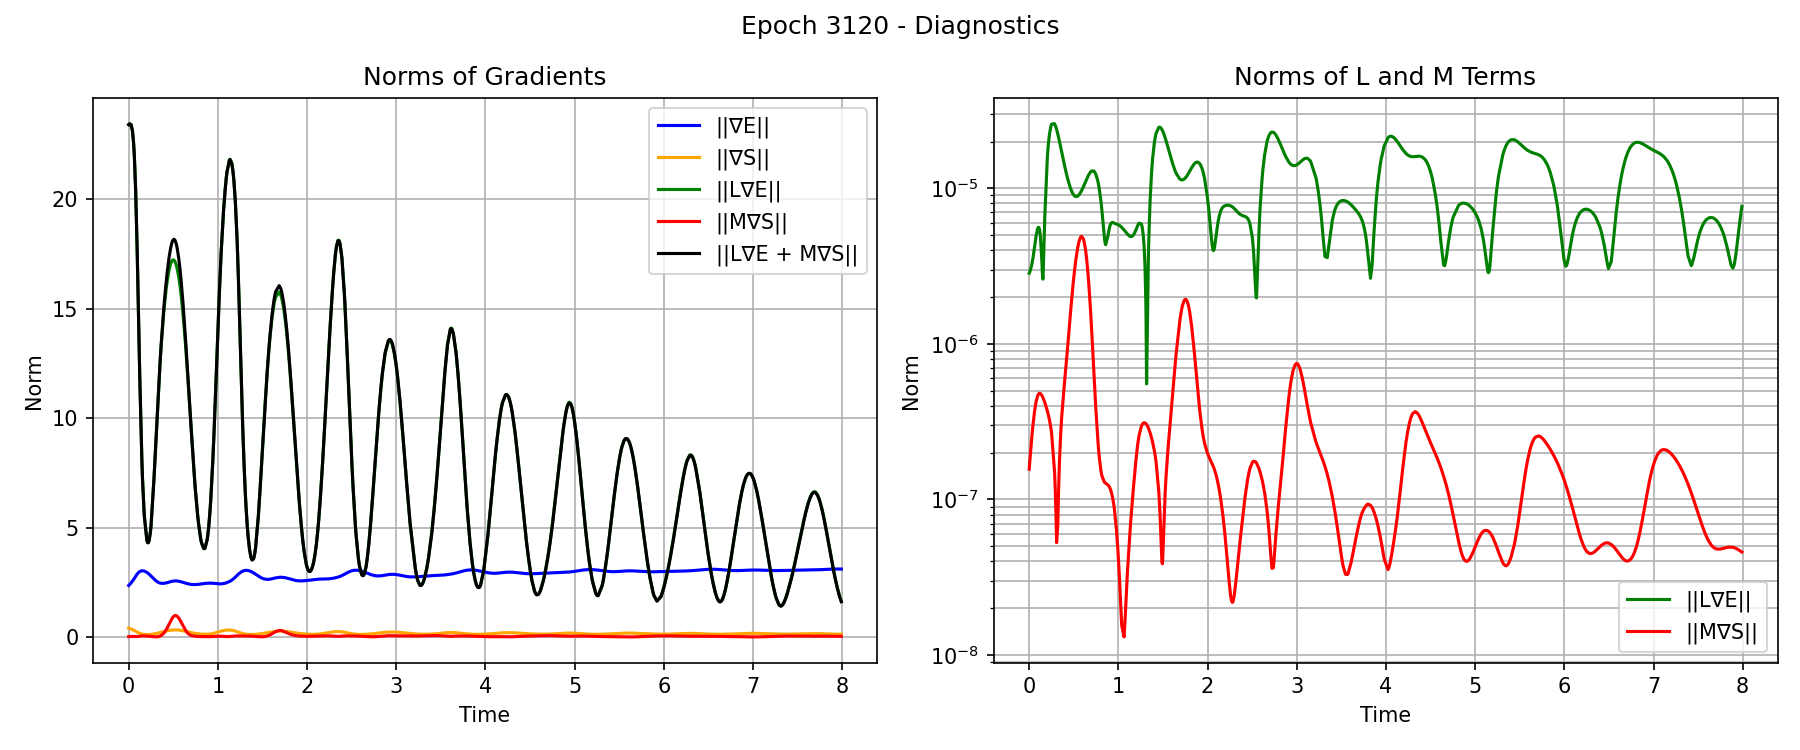 Epoch 3120 - Diagnostics
Norms of Gradients
Norm
20
15
10
5
0
0 1 2 3 4 5 6 7 8
Time
||∇E||
||∇S||
||L∇E||
||M∇S||
||L∇E + M∇S||
Norms of L and M Terms
Norm
10⁻⁵
10⁻⁶
10⁻⁷
10⁻⁸
0 1 2 3 4 5 6 7 8
Time
||L∇E||
||M∇S||